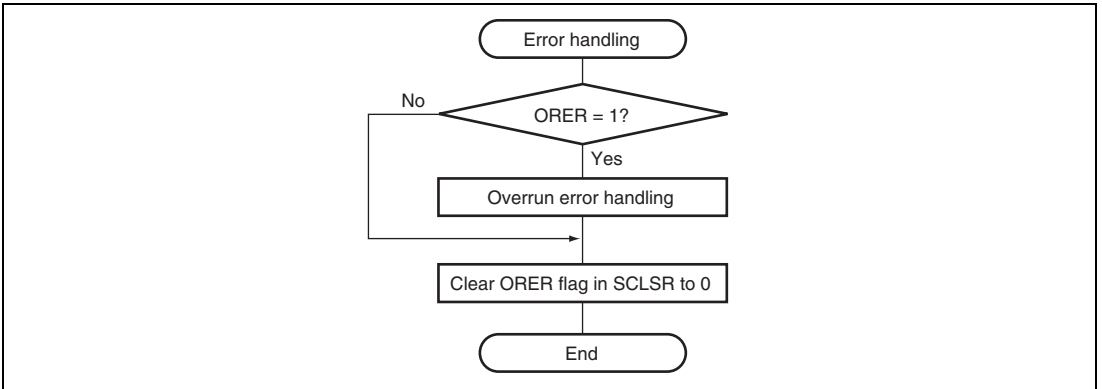 Error handling
No
ORER = 1?
Yes
Overrun error handling
Clear ORER flag in SCLSR to 0
End